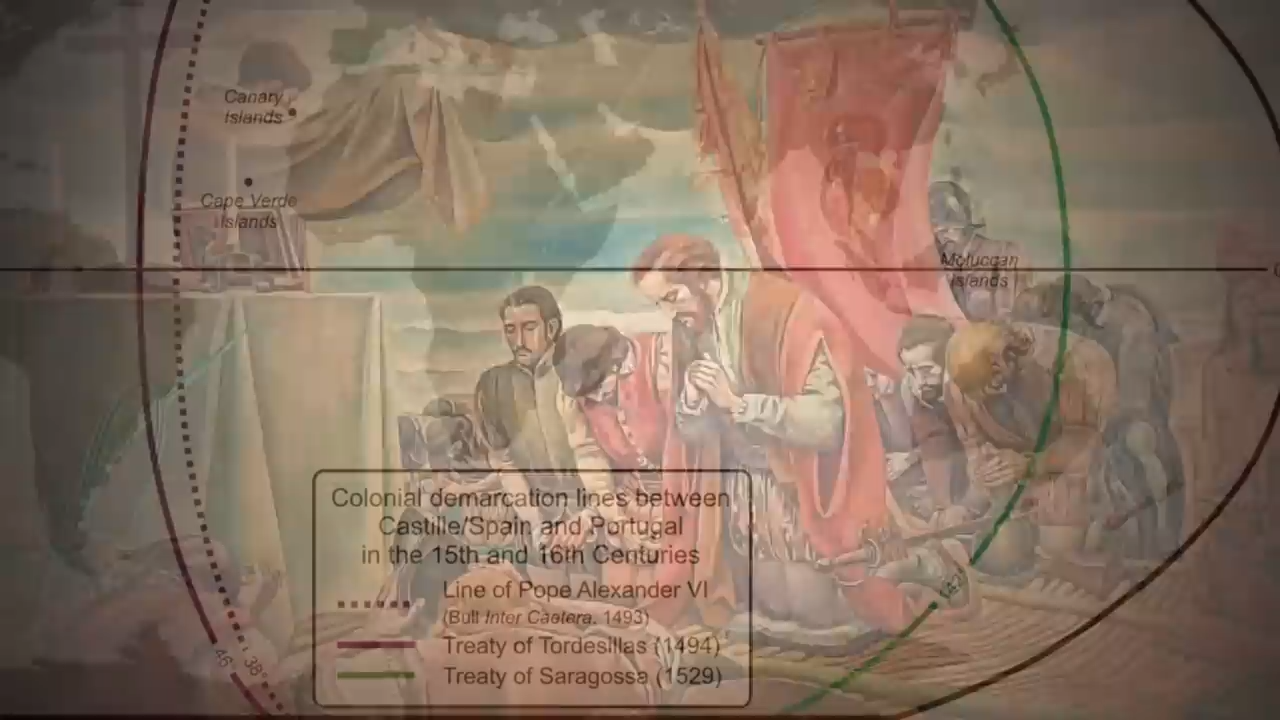 Canary
Islands
Cape Verde
Islands
Moluccan
Islands
Colonial demarcation lines between
Castille/Spain and Portugal
in the 15th and 16th Centuries
Line of Pope Alexander VI
(Bull Inter Caetera, 1493)
Treaty of Tordesillas (1494)
Treaty of Saragossa (1529)
46°
38°